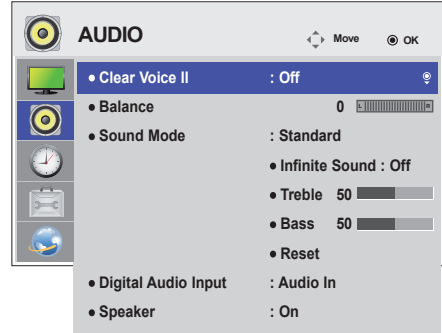 AUDIO Move OK
• Clear Voice II : Off
• Balance 0 L R
• Sound Mode : Standard
• Infinite Sound : Off
• Treble 50
• Bass 50
• Reset
• Digital Audio Input : Audio In
• Speaker : On